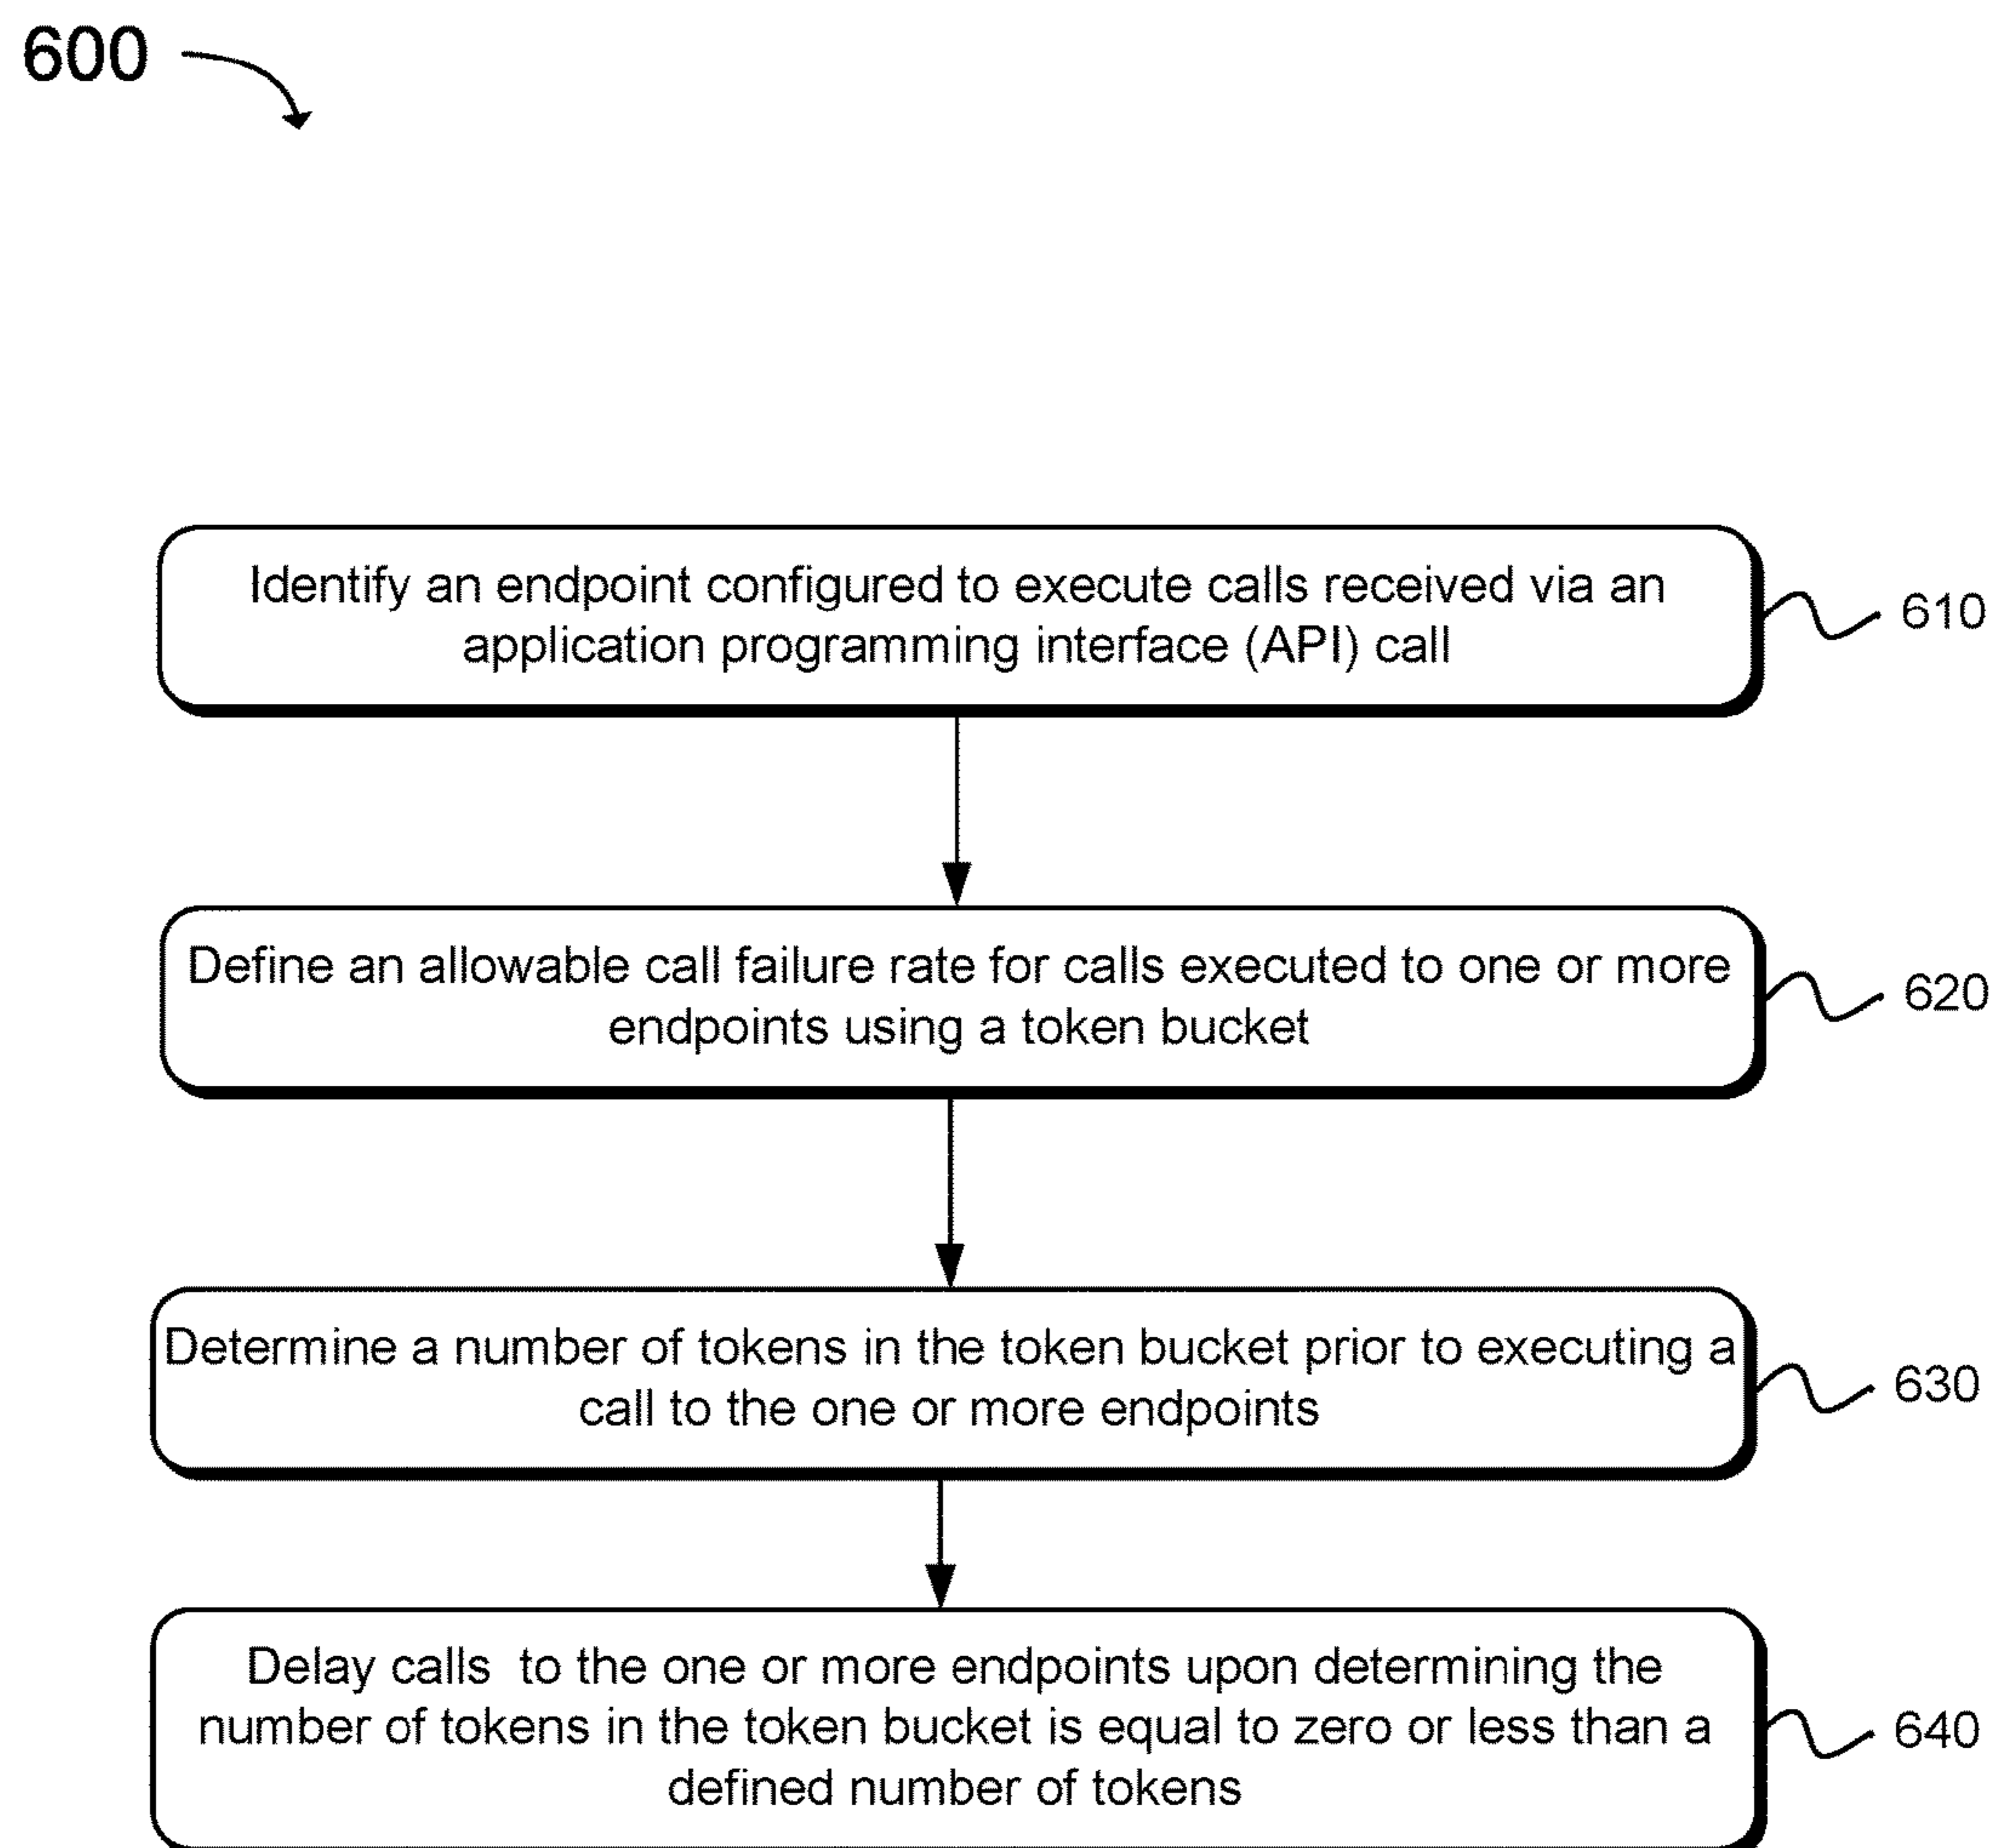 600
Identify an endpoint configured to execute calls received via an
application programming interface (API) call
610
Define an allowable call failure rate for calls executed to one or more
endpoints using a token bucket
620
Determine a number of tokens in the token bucket prior to executing a
call to the one or more endpoints
630
Delay calls to the one or more endpoints upon determining the
number of tokens in the token bucket is equal to zero or less than a
defined number of tokens
640